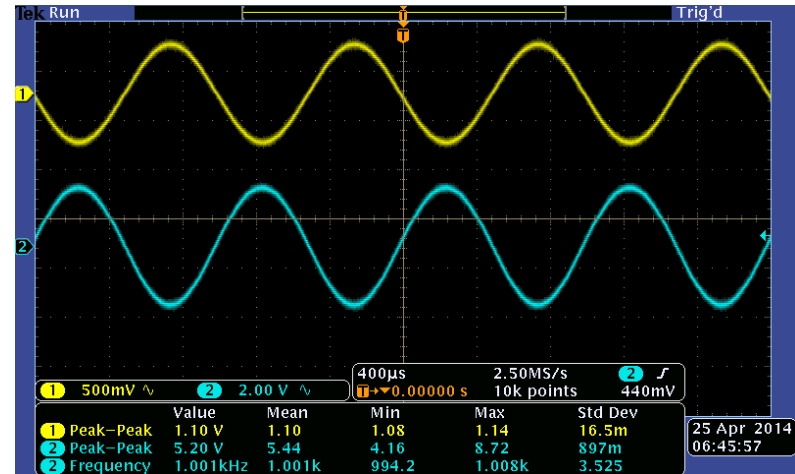 Tek Run Trig'd
T
T
1
2
1 500mV ∿ 2 2.00 V ∿
400µs 2.50MS/s 2 ƒ
T→▼0.00000 s 10k points 440mV
Value Mean Min Max Std Dev
1 Peak–Peak 1.10 V 1.10 1.08 1.14 16.5m
2 Peak–Peak 5.20 V 5.44 4.16 8.72 897m
2 Frequency 1.001kHz 1.001k 994.2 1.008k 3.525
25 Apr 2014
06:45:57